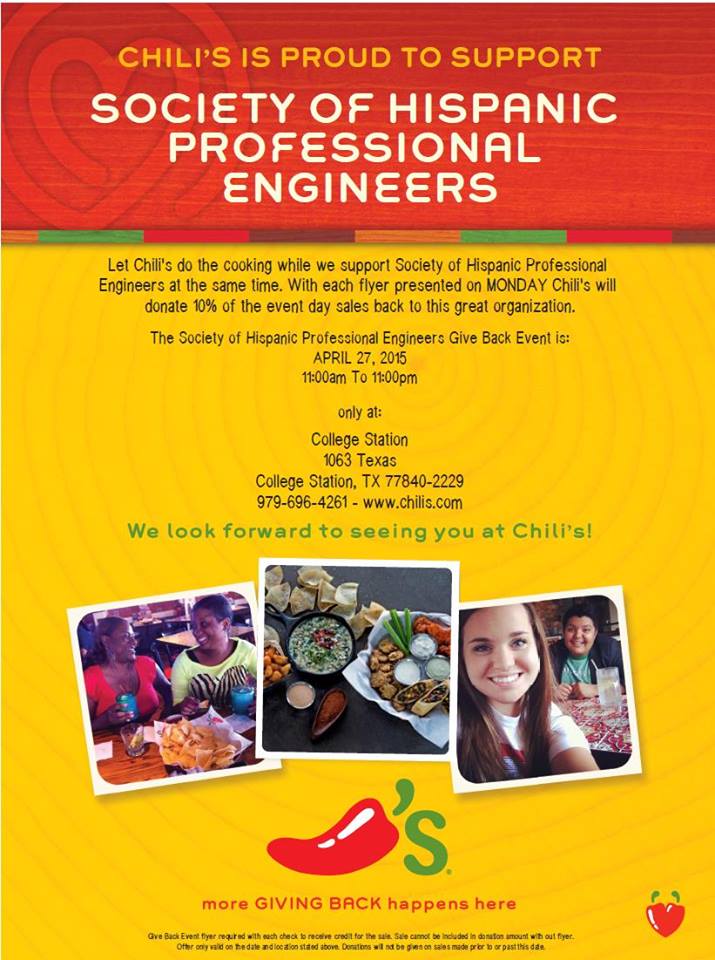 CHILI'S IS PROUD TO SUPPORT
SOCIETY OF HISPANIC
PROFESSIONAL
ENGINEERS
Let Chili's do the cooking while we support Society of Hispanic Professional
Engineers at the same time. With each flyer presented on MONDAY Chili's will
donate 10% of the event day sales back to this great organization.
The Society of Hispanic Professional Engineers Give Back Event is:
APRIL 27, 2015
11:00am To 11:00pm
only at:
College Station
1063 Texas
College Station, TX 77840-2229
979-696-4261 - www.chilis.com
We look forward to seeing you at Chili's!
's
more GIVING BACK happens here
Give Back Event flyer required with each check to receive credit for the sale. Sale cannot be included in donation amount with out flyer.
Offer only valid on the date and location stated above. Donations will not be given on sales made prior to or past this date.